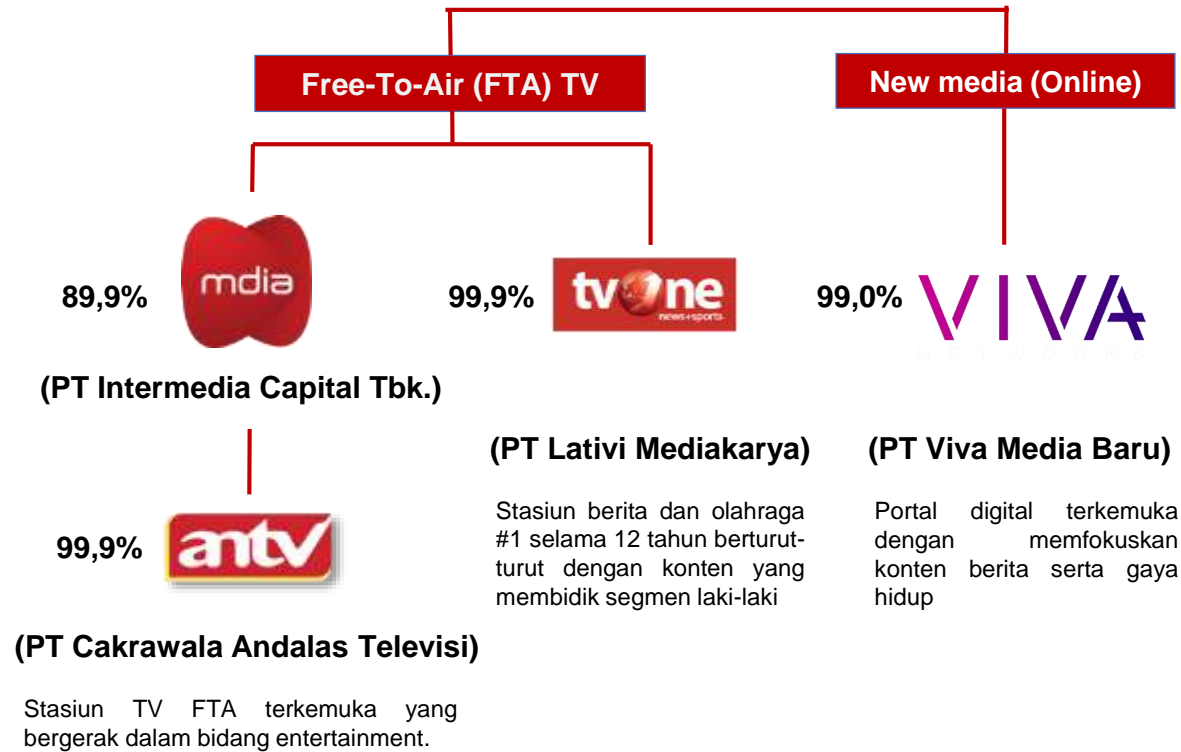 Free-To-Air (FTA) TV
New media (Online)
89,9%
mdia
99,9%
tvOne
news+sports
99,0%
VIVA
NETWORKS
(PT Intermedia Capital Tbk.)
(PT Lativi Mediakarya)
(PT Viva Media Baru)
Stasiun berita dan olahraga
#1 selama 12 tahun berturut-
turut dengan konten yang
membidik segmen laki-laki
Portal digital terkemuka
dengan memfokuskan
konten berita serta gaya
hidup
99,9%
antv
(PT Cakrawala Andalas Televisi)
Stasiun TV FTA terkemuka yang
bergerak dalam bidang entertainment.